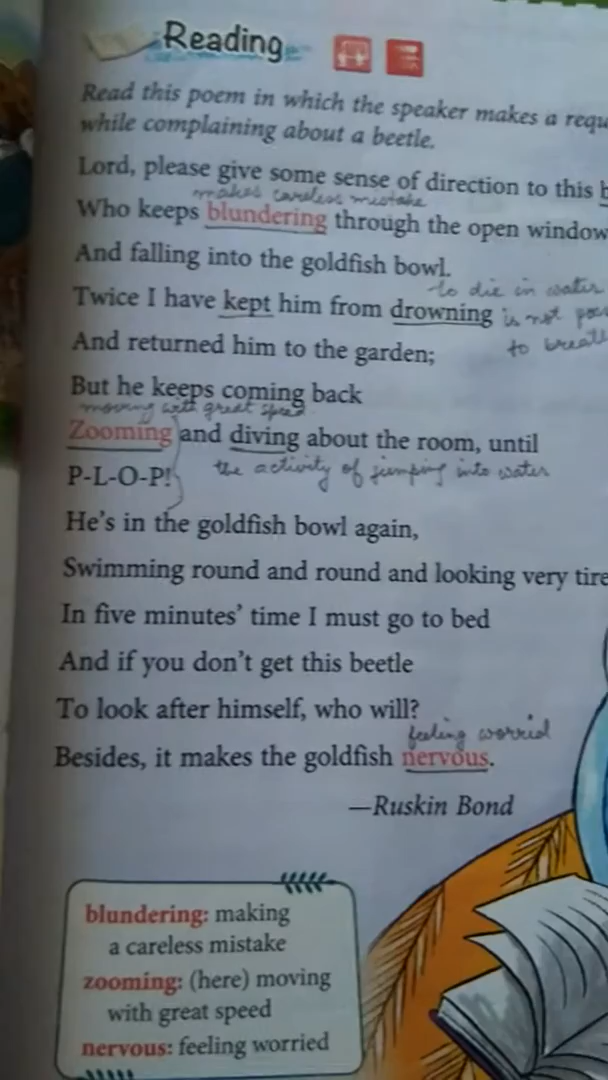 Reading
Read this poem in which the speaker makes a
while complaining about a beetle.
Lord, please give some sense of direction to this
makes careless mistake
Who keeps blundering through the open window
And falling into the goldfish bowl.
to die in water
Twice I have kept him from drowning is not
And returned him to the garden; to
But he keeps coming back
moving with great speed
Zooming and diving about the room, until
P-L-O-P! the activity of jumping into water
He's in the goldfish bowl again,
Swimming round and round and looking very
In five minutes' time I must go to bed
And if you don't get this beetle
To look after himself, who will?
feeling worried
Besides, it makes the goldfish nervous.
—Ruskin Bond
blundering: making
a careless mistake
zooming: (here) moving
with great speed
nervous: feeling worried